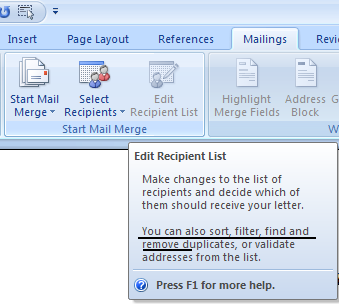 Insert Page Layout References Mailings
Start Mail Merge
Select Recipients
Edit Recipient List
Highlight Merge Fields
Address Block
Start Mail Merge
Edit Recipient List
Make changes to the list of
recipients and decide which of
them should receive your letter.
You can also sort, filter, find and
remove duplicates, or validate
addresses from the list.
Press F1 for more help.